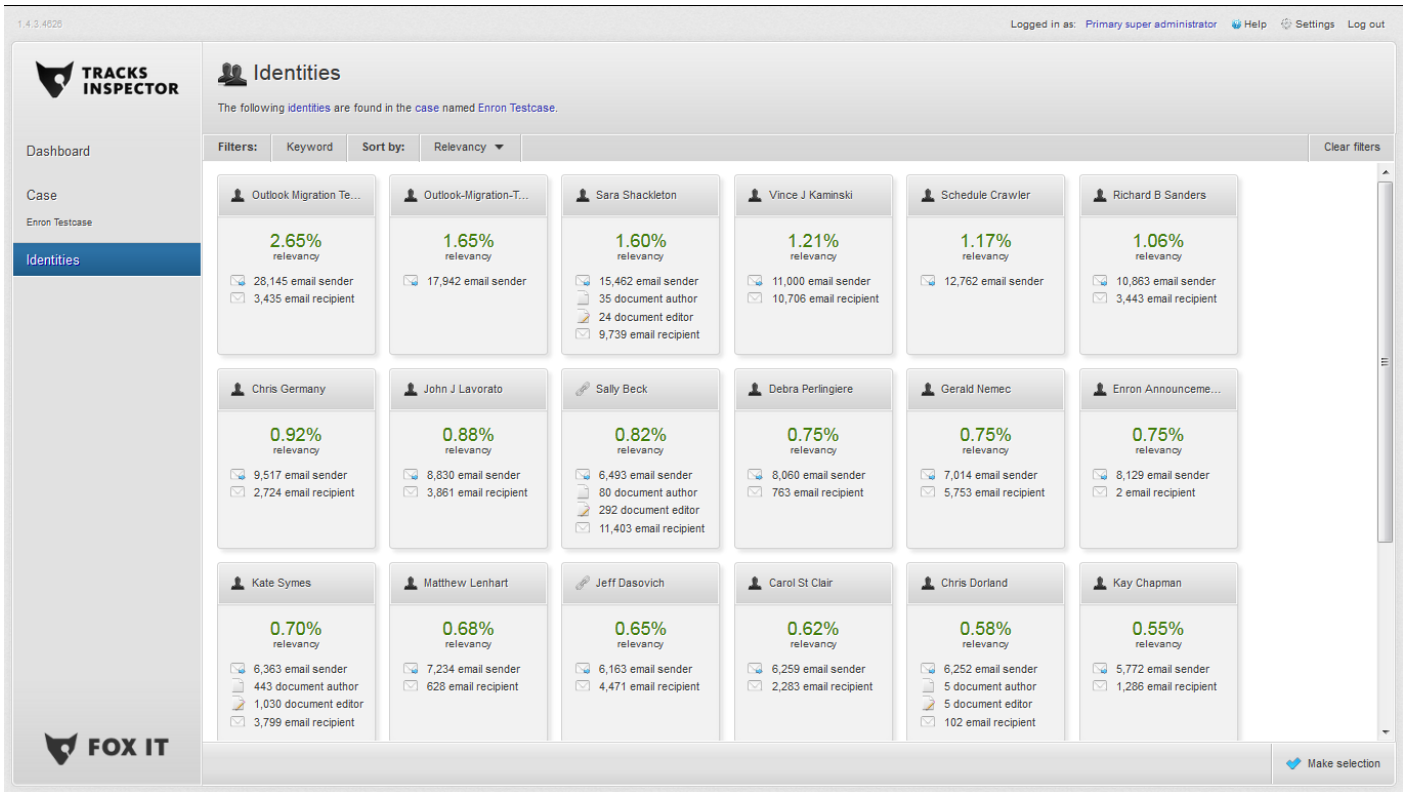 1.4.3.4628
Logged in as: Primary super administrator Help Settings Log out
TRACKS
INSPECTOR
Identities
The following identities are found in the case named Enron Testcase.
Filters: Keyword Sort by: Relevancy Clear filters
Dashboard
Case
Enron Testcase
Identities
Outlook Migration Te...
2.65%
relevancy
28,145 email sender
3,435 email recipient
Outlook-Migration-T...
1.65%
relevancy
17,942 email sender
Sara Shackleton
1.60%
relevancy
15,462 email sender
35 document author
24 document editor
9,739 email recipient
Vince J Kaminski
1.21%
relevancy
11,000 email sender
10,706 email recipient
Schedule Crawler
1.17%
relevancy
12,762 email sender
Richard B Sanders
1.06%
relevancy
10,863 email sender
3,443 email recipient
Chris Germany
0.92%
relevancy
9,517 email sender
2,724 email recipient
John J Lavorato
0.88%
relevancy
8,830 email sender
3,861 email recipient
Sally Beck
0.82%
relevancy
6,493 email sender
80 document author
292 document editor
11,403 email recipient
Debra Perlingiere
0.75%
relevancy
8,060 email sender
763 email recipient
Gerald Nemec
0.75%
relevancy
7,014 email sender
5,753 email recipient
Enron Announceme...
0.75%
relevancy
8,129 email sender
2 email recipient
Kate Symes
0.70%
relevancy
6,363 email sender
443 document author
1,030 document editor
3,799 email recipient
Matthew Lenhart
0.68%
relevancy
7,234 email sender
628 email recipient
Jeff Dasovich
0.65%
relevancy
6,163 email sender
4,471 email recipient
Carol St Clair
0.62%
relevancy
6,259 email sender
2,283 email recipient
Chris Dorland
0.58%
relevancy
6,252 email sender
5 document author
5 document editor
102 email recipient
Kay Chapman
0.55%
relevancy
5,772 email sender
1,286 email recipient
FOX IT
Make selection